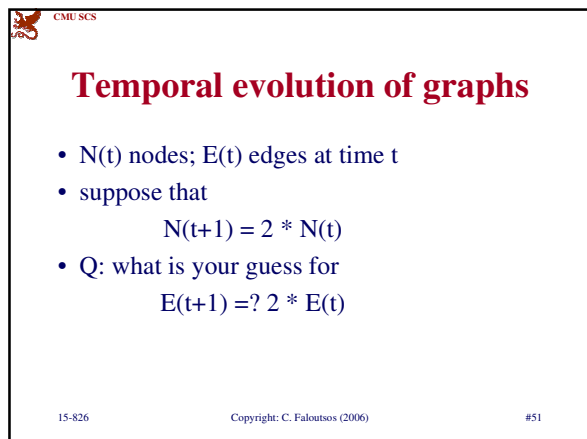 CMU SCS
Temporal evolution of graphs
• N(t) nodes; E(t) edges at time t
• suppose that
N(t+1) = 2 * N(t)
• Q: what is your guess for
E(t+1) =? 2 * E(t)
15-826 Copyright: C. Faloutsos (2006) #51